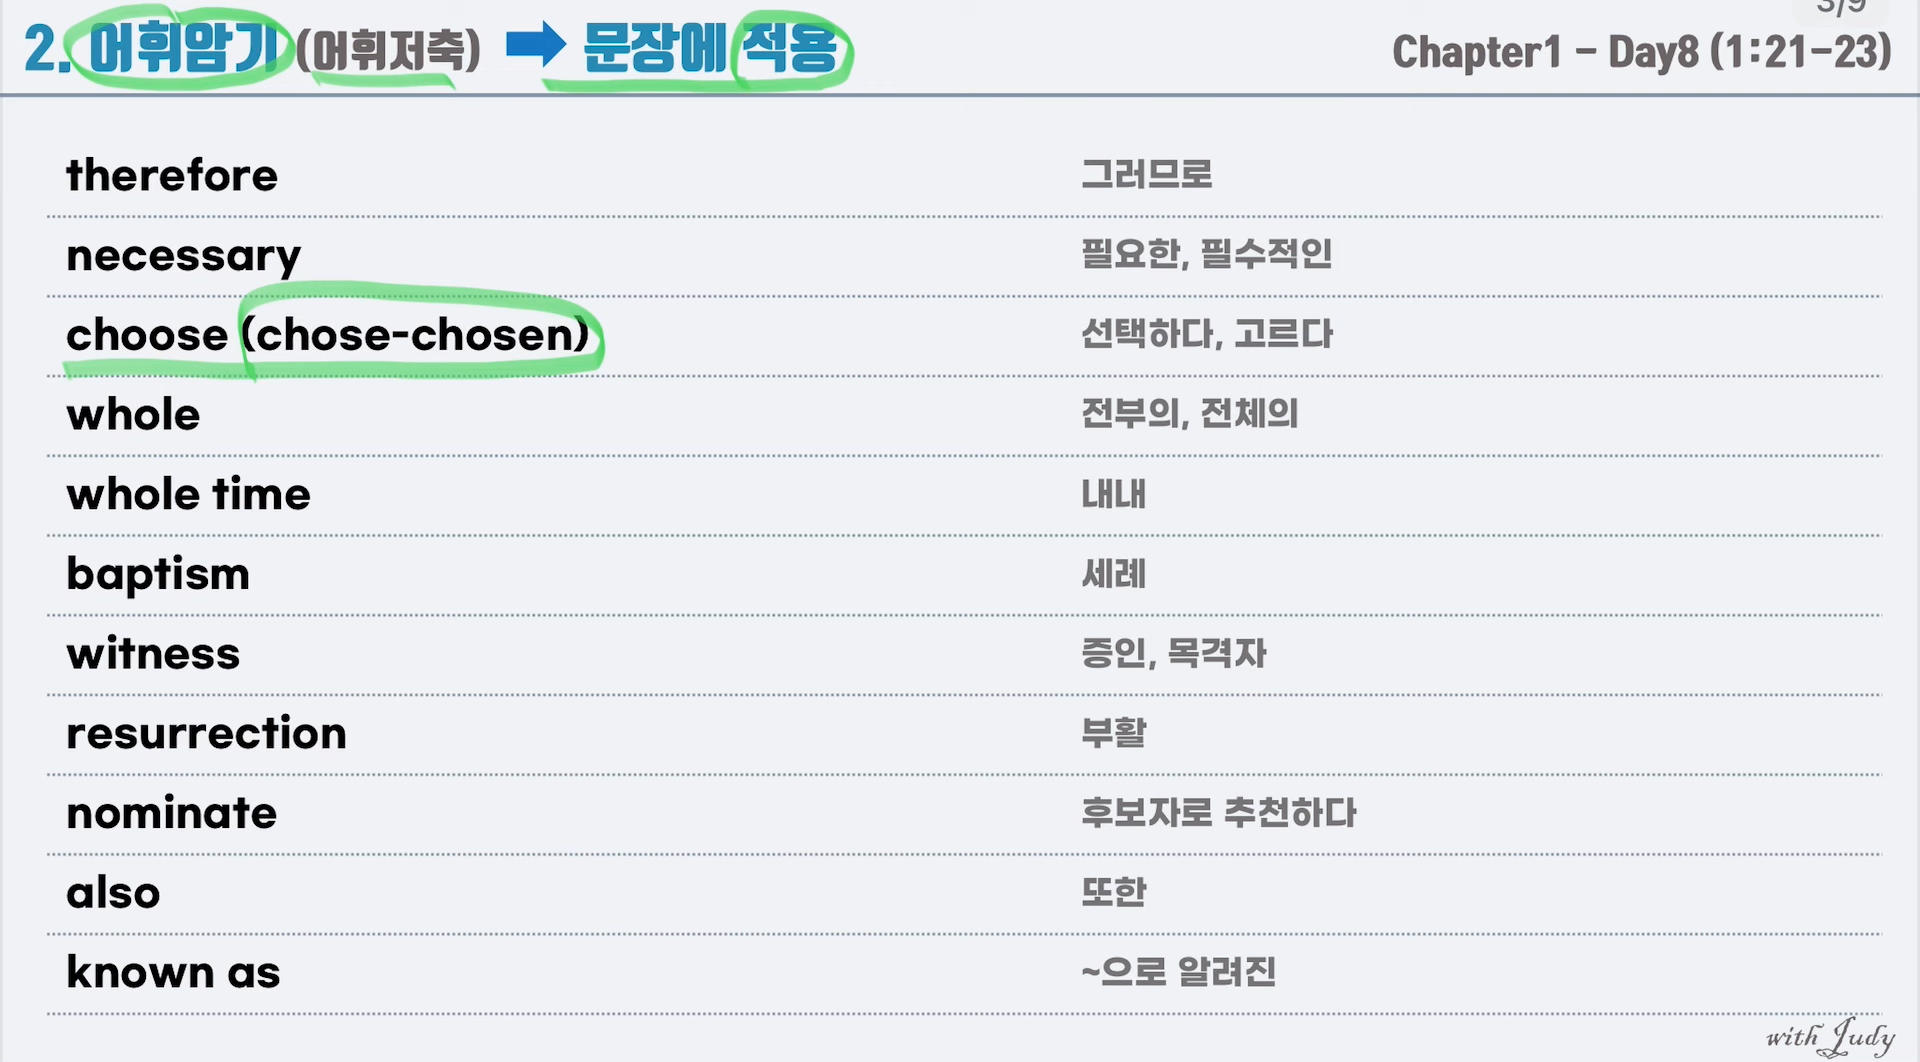 3/9
2. 어휘암기 (어휘저축) ➡ 문장에 적용
Chapter1 - Day8 (1:21-23)
therefore 그러므로
necessary 필요한, 필수적인
choose (chose-chosen) 선택하다, 고르다
whole 전부의, 전체의
whole time 내내
baptism 세례
witness 증인, 목격자
resurrection 부활
nominate 후보자로 추천하다
also 또한
known as ~으로 알려진
with Judy